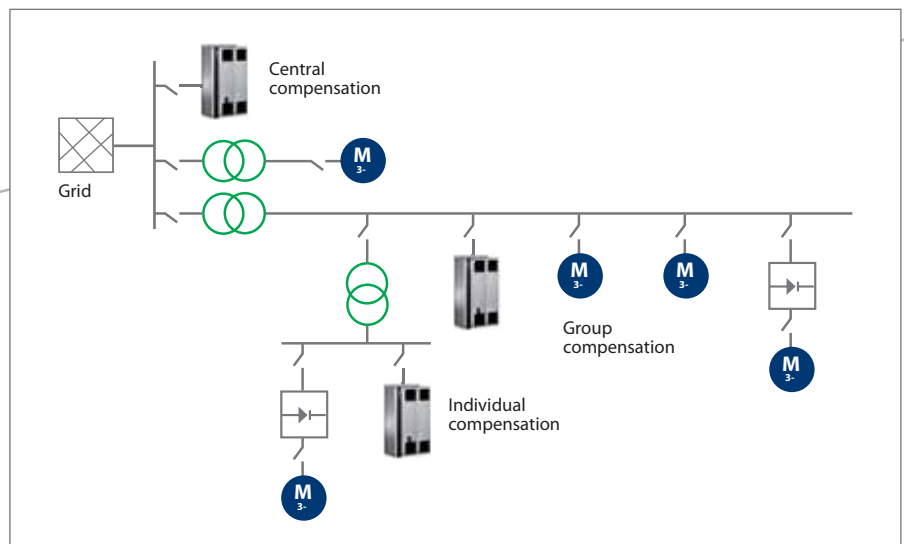 Central
compensation
M
3-
Grid
M
3-
M
3-
Group
compensation
M
3-
Individual
compensation
M
3-